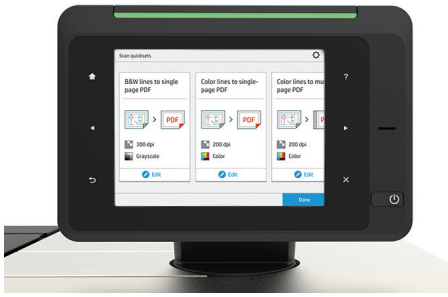 Scan quicksets
B&W lines to single
page PDF
PDF
300 dpi
Grayscale
Edit
Color lines to single-
page PDF
PDF
200 dpi
Color
Edit
Color lines to mu
page PDF
P
200 dpi
Color
Edit
Done
?